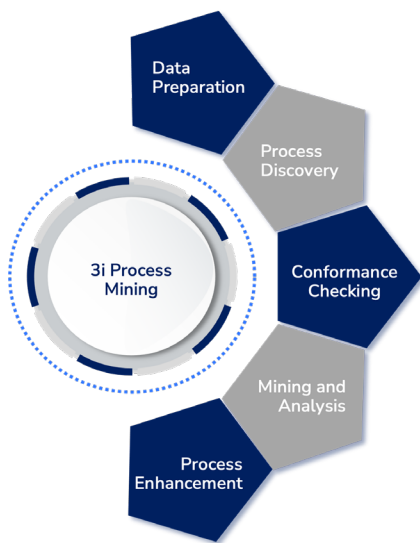 Data
Preparation
Process
Discovery
3i Process
Mining
Conformance
Checking
Mining and
Analysis
Process
Enhancement